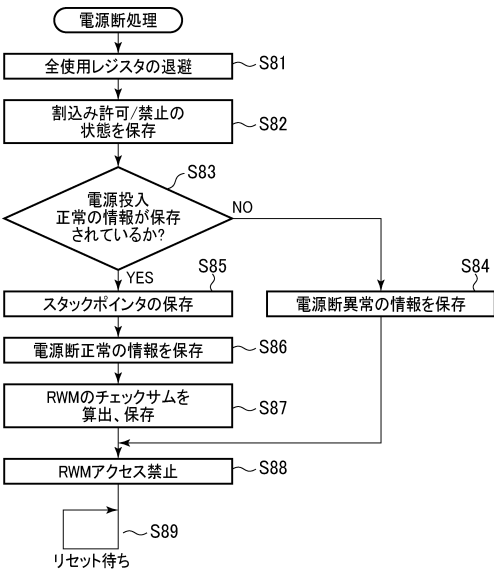 電源断処理
全使用レジスタの退避
S81
割込み許可/禁止の
状態を保存
S82
S83
電源投入
正常の情報が保存
されているか?
NO
YES
S85
スタックポインタの保存
S84
電源断異常の情報を保存
電源断正常の情報を保存
S86
RWMのチェックサムを
算出、保存
S87
RWMアクセス禁止
S88
S89
リセット待ち